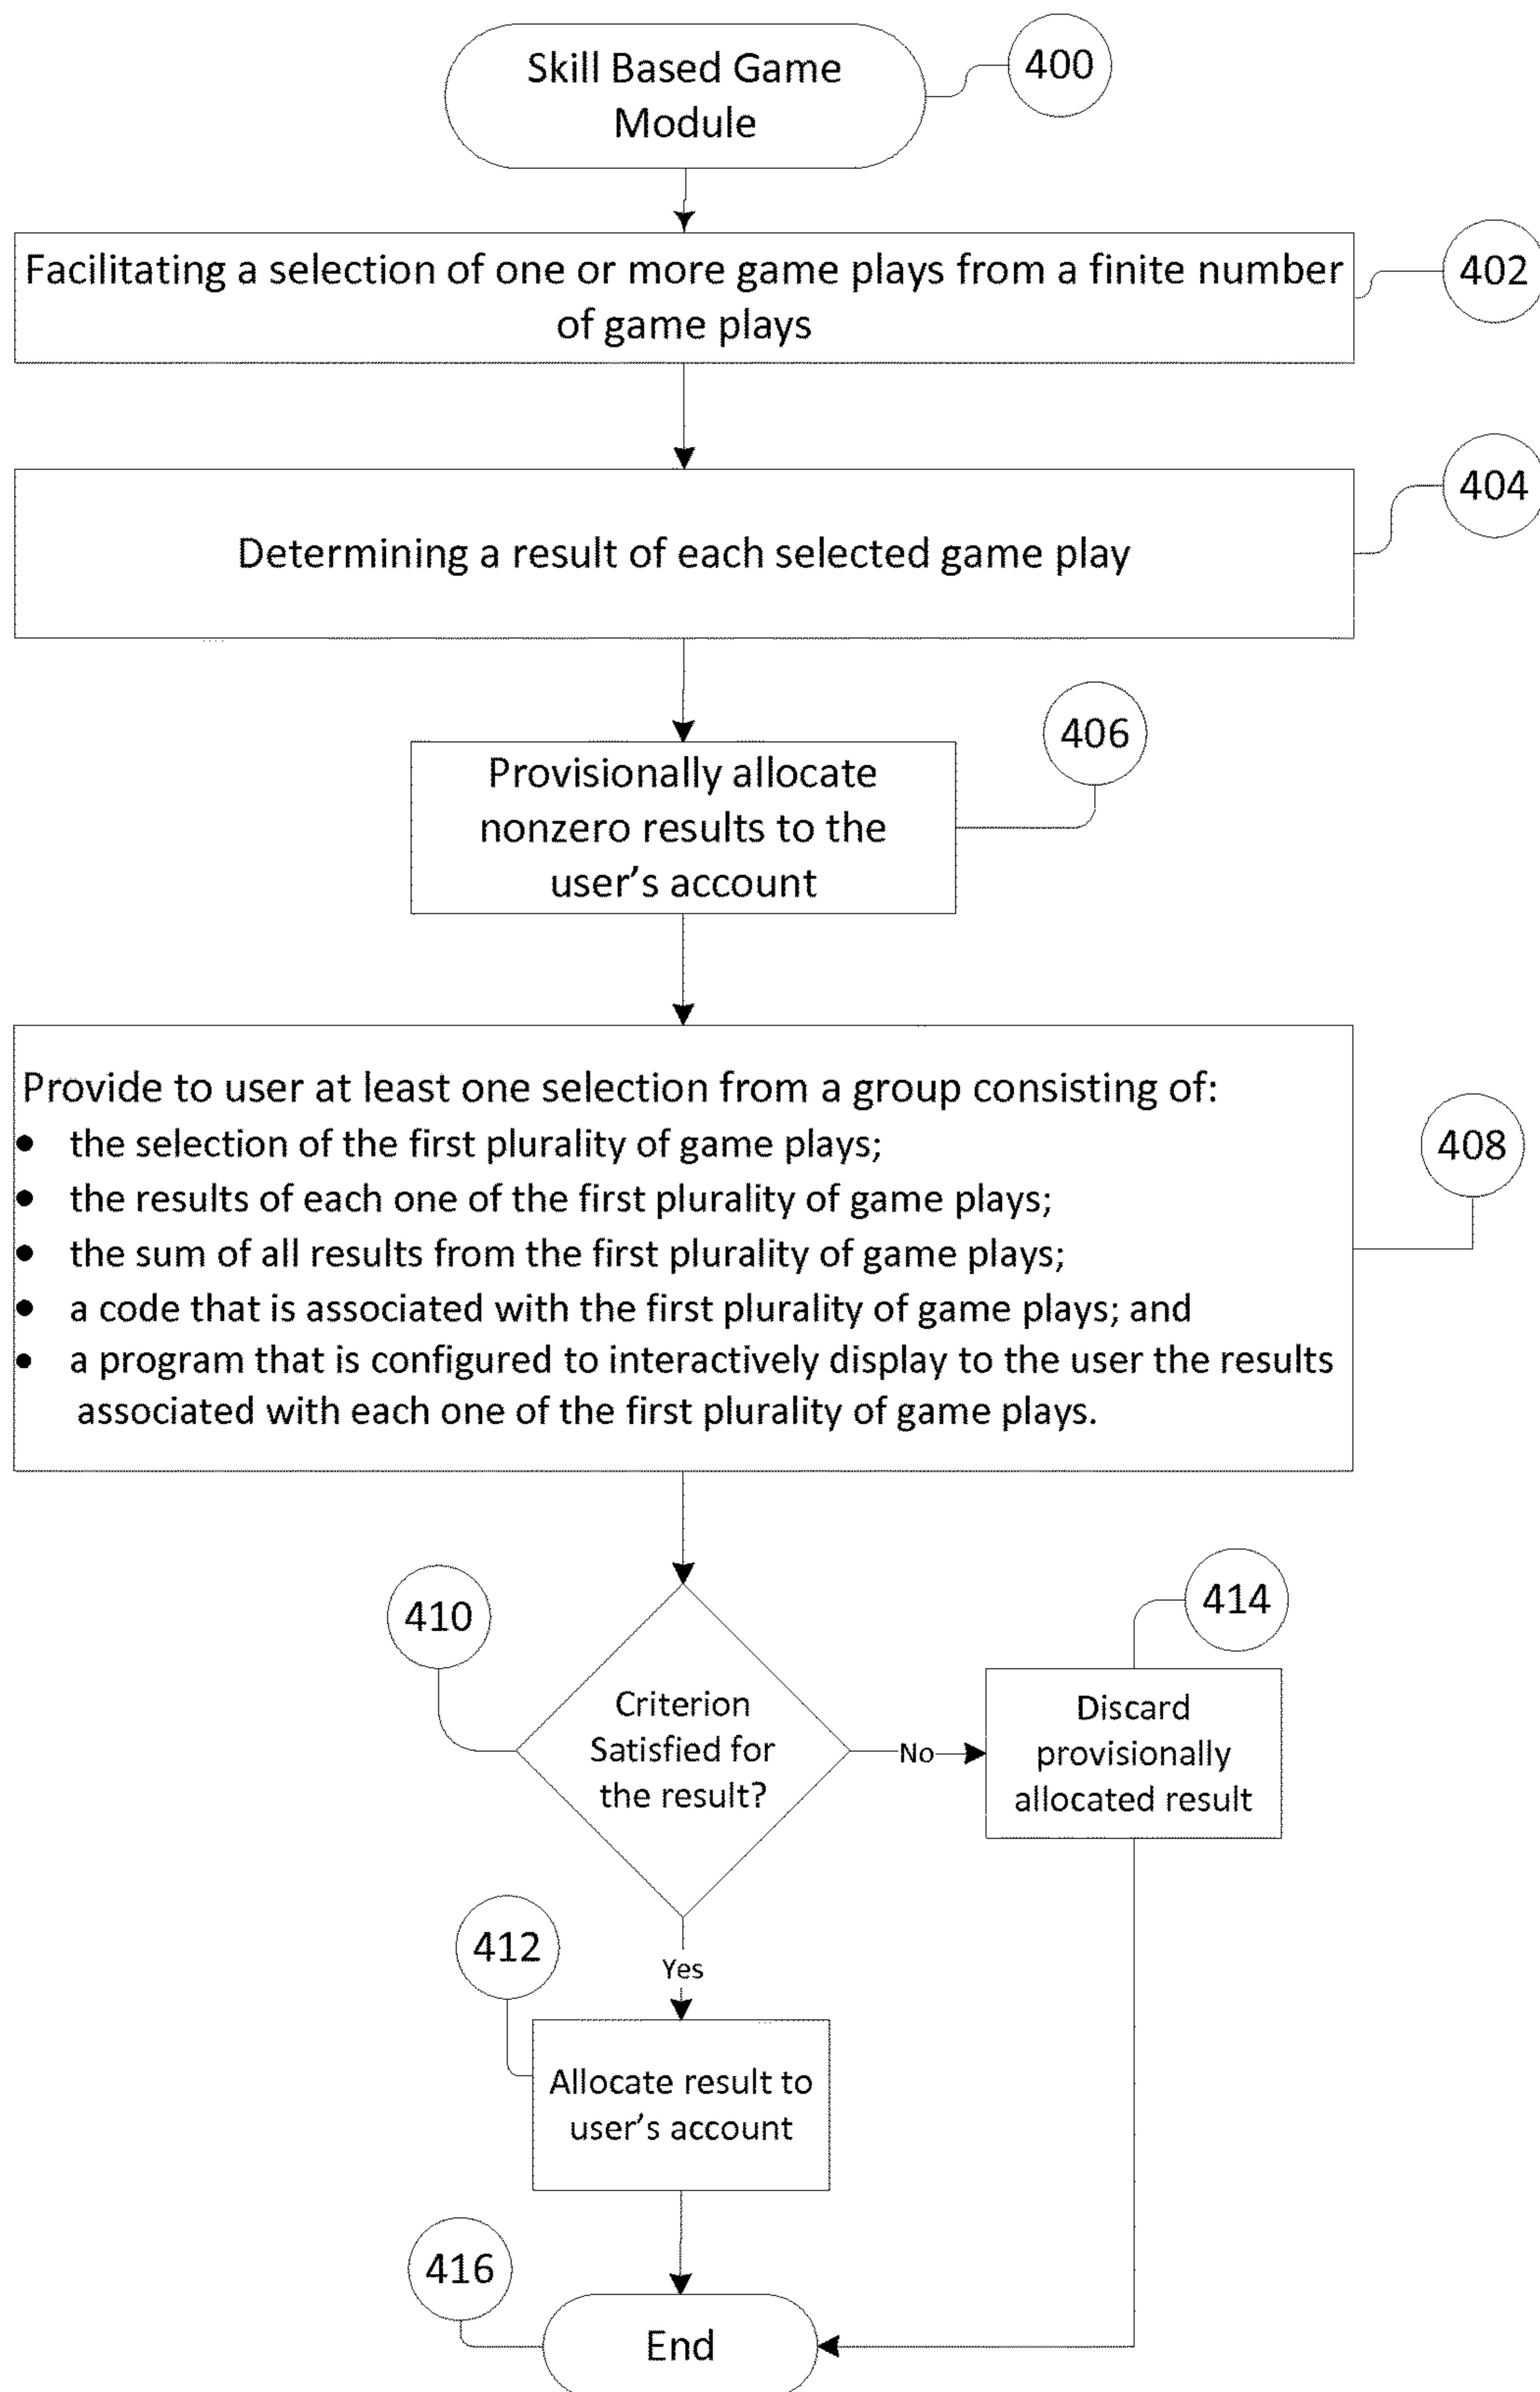 Skill Based Game
Module
400
Facilitating a selection of one or more game plays from a finite number
of game plays
402
Determining a result of each selected game play
404
Provisionally allocate
nonzero results to the
user's account
406
Provide to user at least one selection from a group consisting of:
• the selection of the first plurality of game plays;
• the results of each one of the first plurality of game plays;
• the sum of all results from the first plurality of game plays;
• a code that is associated with the first plurality of game plays; and
• a program that is configured to interactively display to the user the results
associated with each one of the first plurality of game plays.
408
410
Criterion
Satisfied for
the result?
No
414
Discard
provisionally
allocated result
Yes
412
Allocate result to
user's account
416
End